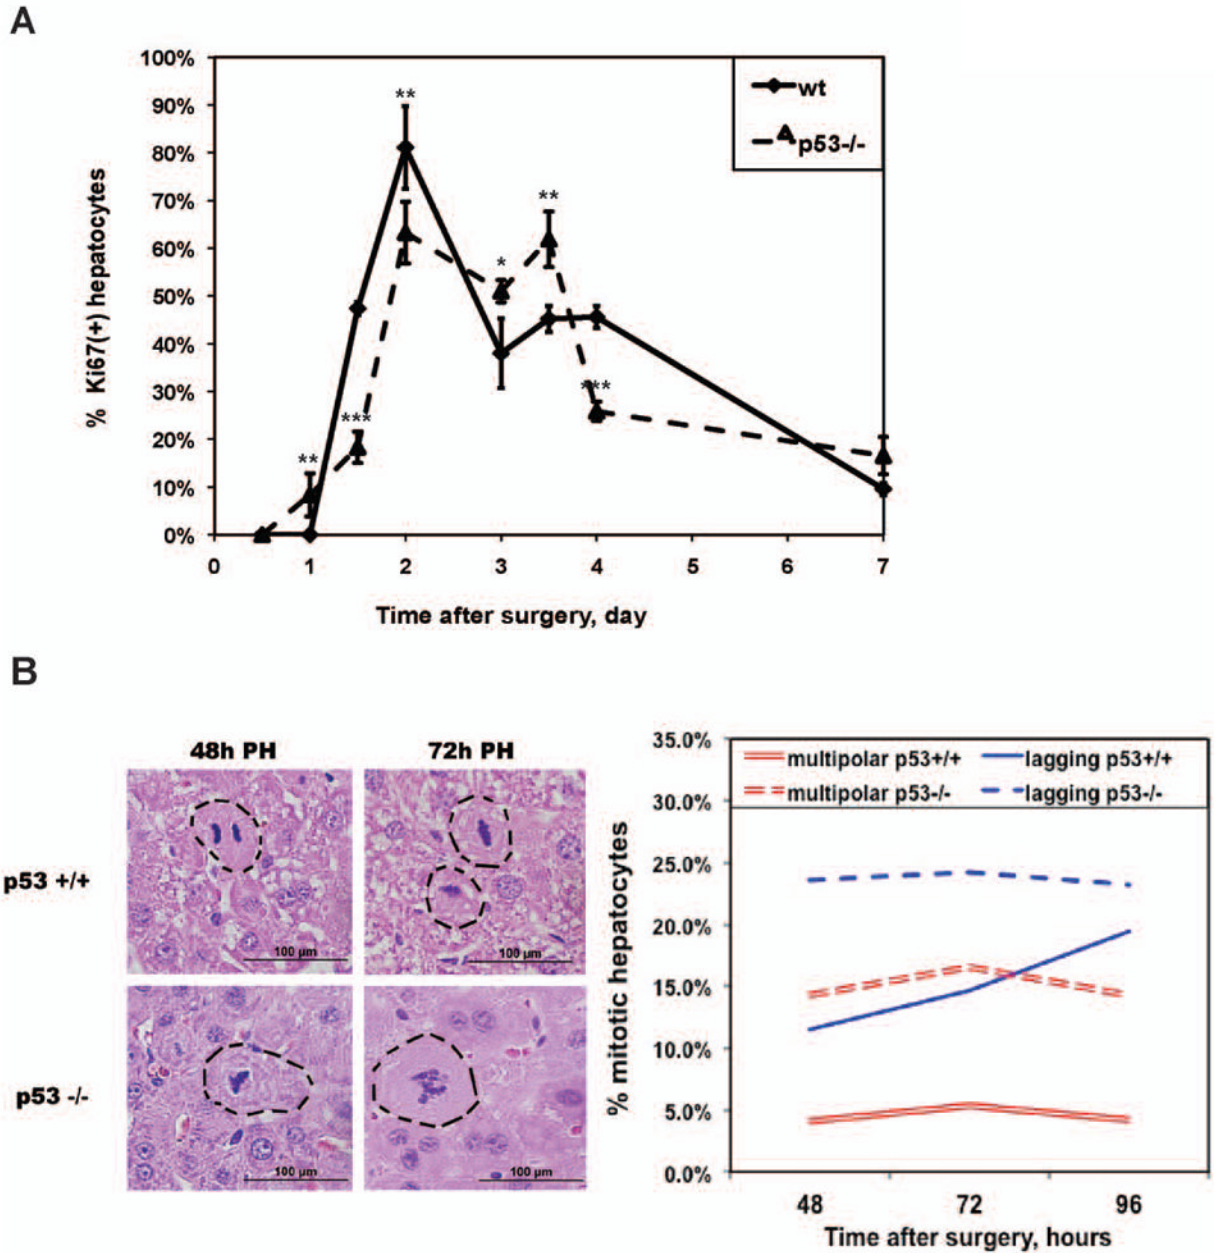 A
100%
90%
80%
70%
60%
50%
40%
30%
20%
10%
0%
% Ki67(+) hepatocytes
**
**
*
**
***
***
wt
p53-/-
0 1 2 3 4 5 6 7
Time after surgery, day
B
48h PH 72h PH
p53 +/+
100 µm
100 µm
p53 -/-
100 µm
100 µm
35.0%
30.0%
25.0%
20.0%
15.0%
10.0%
5.0%
0.0%
% mitotic hepatocytes
multipolar p53+/+ lagging p53+/+
multipolar p53-/- lagging p53-/-
48 72 96
Time after surgery, hours